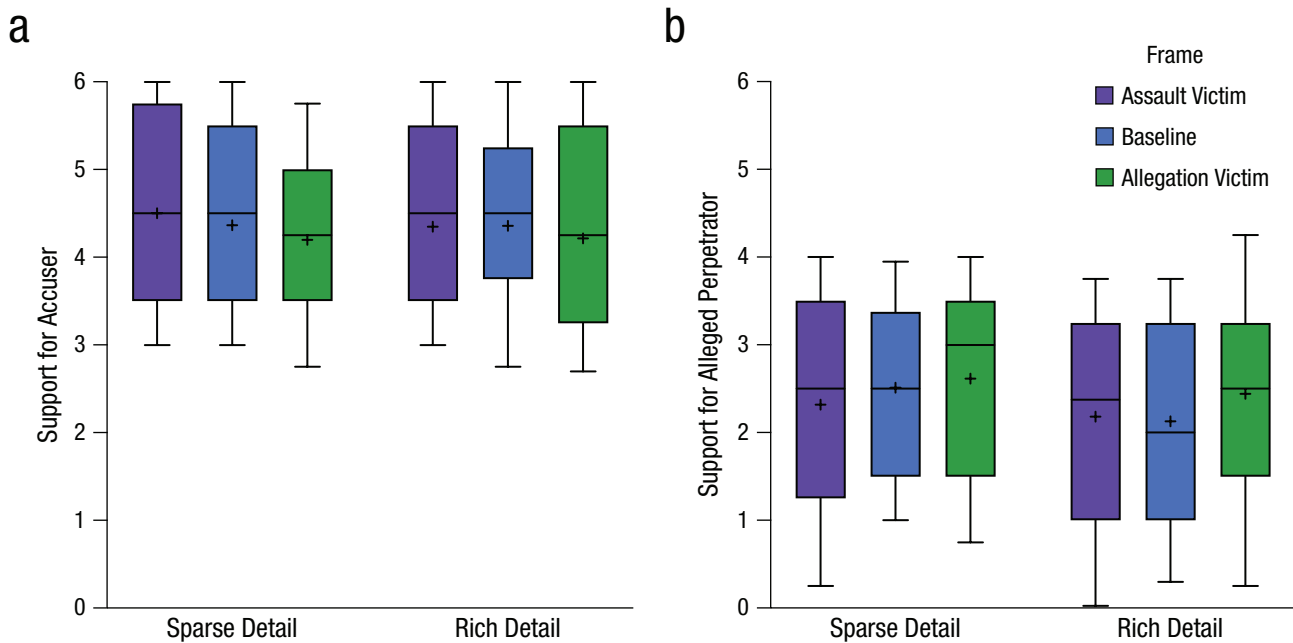 a
Support for Accuser
6
5
4
3
2
1
0
Sparse Detail
Rich Detail
b
Support for Alleged Perpetrator
6
5
4
3
2
1
0
Sparse Detail
Rich Detail
Frame
Assault Victim
Baseline
Allegation Victim